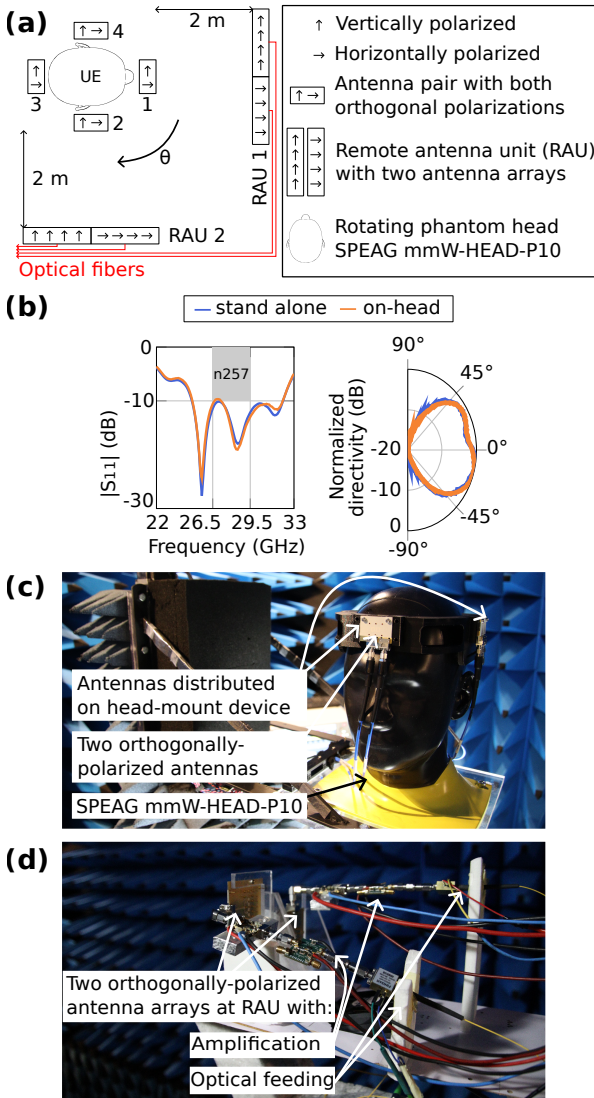 (a)
4
2 m
UE
3
1
2
θ
2 m
RAU 1
RAU 2
Optical fibers
↑ Vertically polarized
→ Horizontally polarized
Antenna pair with both
orthogonal polarizations
Remote antenna unit (RAU)
with two antenna arrays
Rotating phantom head
SPEAG mmW-HEAD-P10
(b)
stand alone
on-head
0
-10
-30
|S11| (dB)
n257
22
26.5
29.5
33
Frequency (GHz)
Normalized
directivity (dB)
90°
45°
0°
-45°
-90°
-20
-10
0
(c)
Antennas distributed
on head-mount device
Two orthogonally-
polarized antennas
SPEAG mmW-HEAD-P10
(d)
Two orthogonally-polarized
antenna arrays at RAU with:
Amplification
Optical feeding